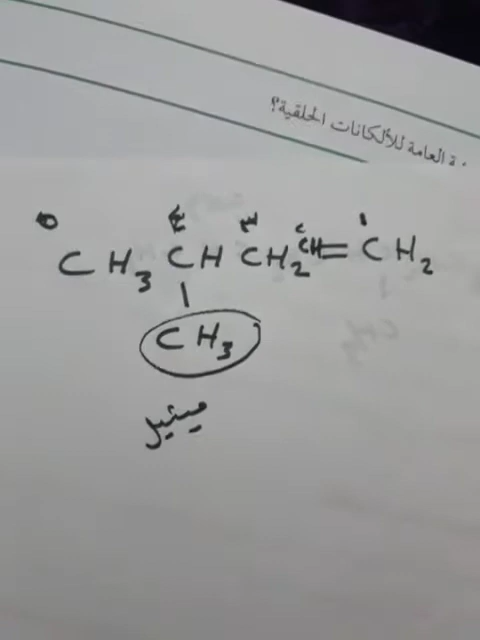 ة العامة للألكانات الحلقية؟
٥ ٤ ٣ ٢ ١
CH₃ CH CH₂ CH=CH₂
CH₃
ميثيل